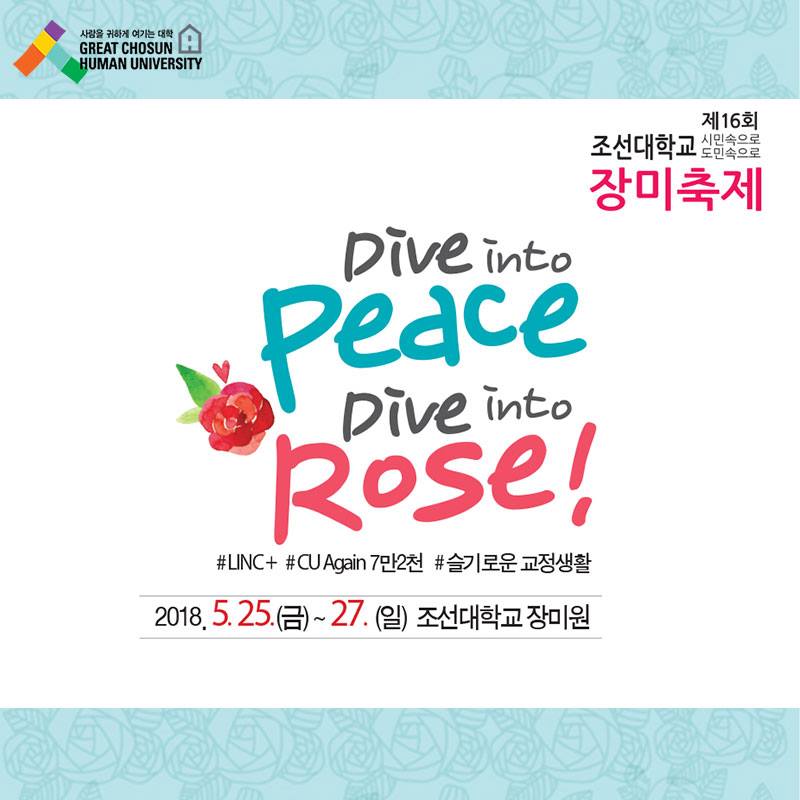 사람을 귀하게 여기는 대학
GREAT CHOSUN
HUMAN UNIVERSITY
제16회
조선대학교 시민속으로 도민속으로
장미축제
Dive into
Peace
Dive into
Rose!
#LINC+ #CU Again 7만2천 #슬기로운 교정생활
2018. 5. 25.(금) ~ 27. (일) 조선대학교 장미원